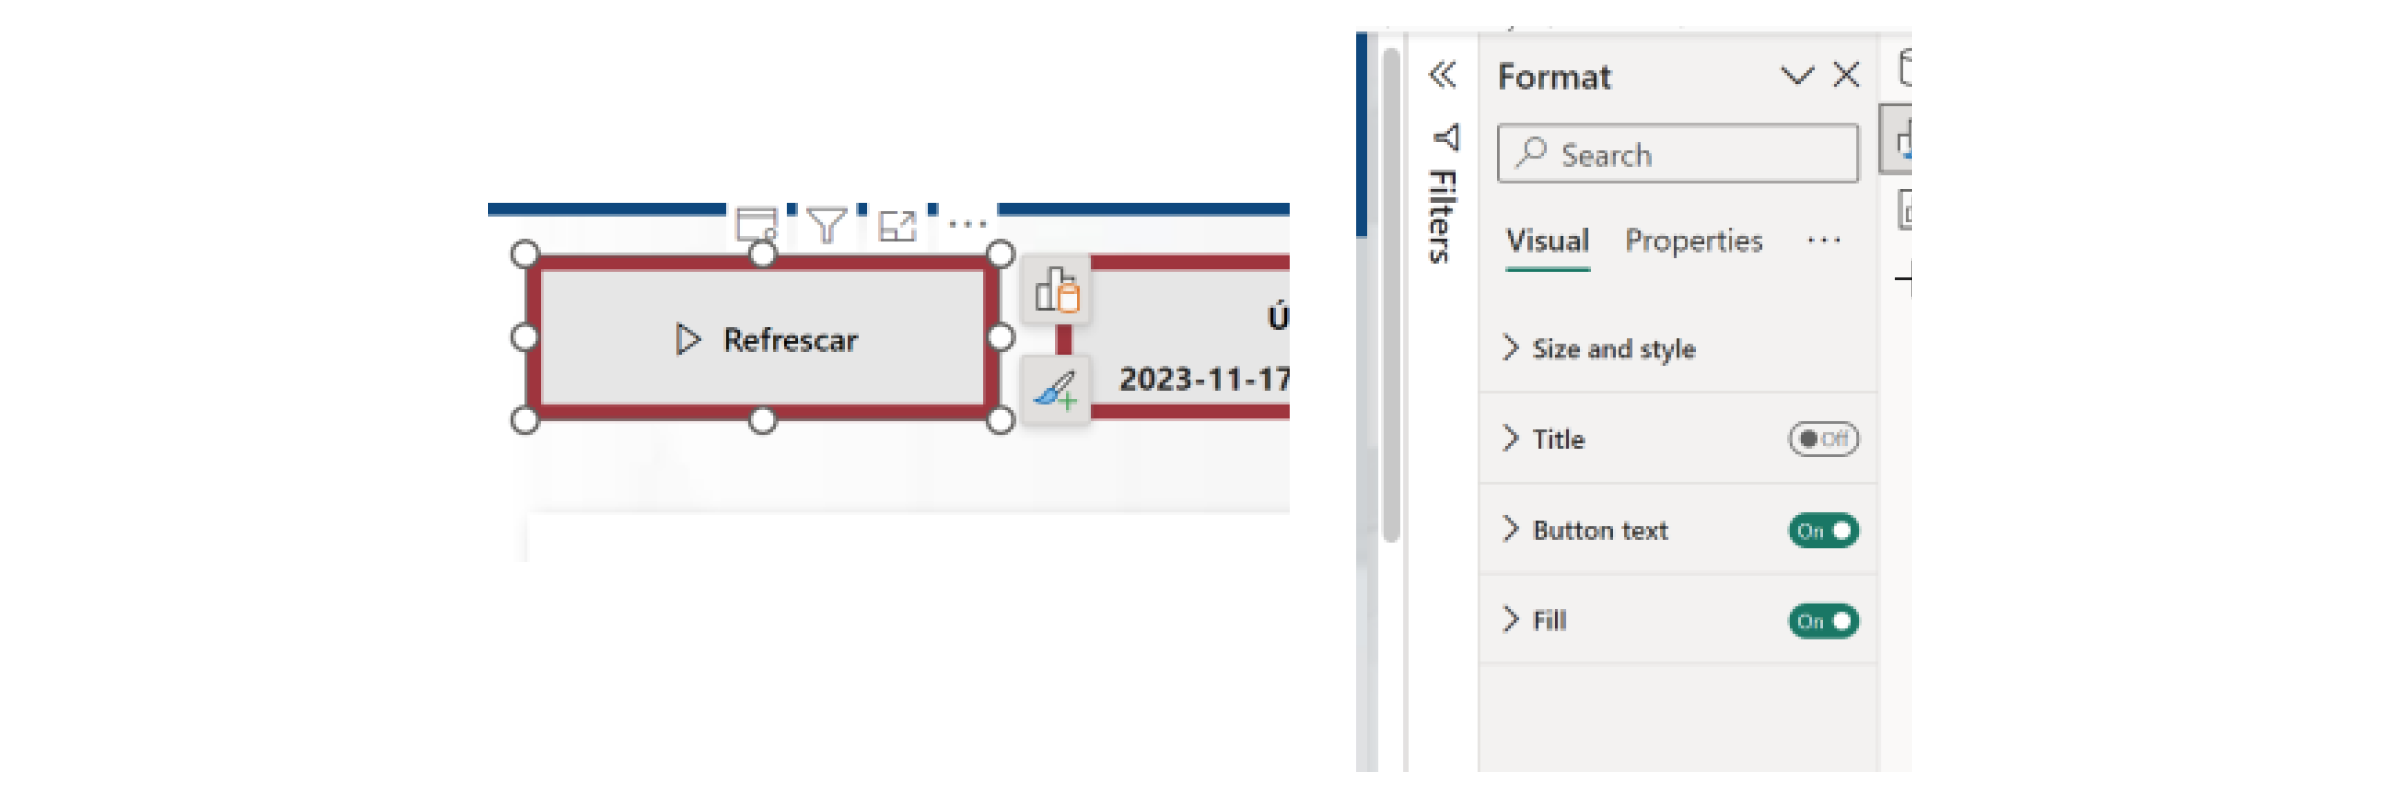 Refrescar
Ú
2023-11-17
Filters
Format
Search
Visual Properties
Size and style
Title Off
Button text On
Fill On